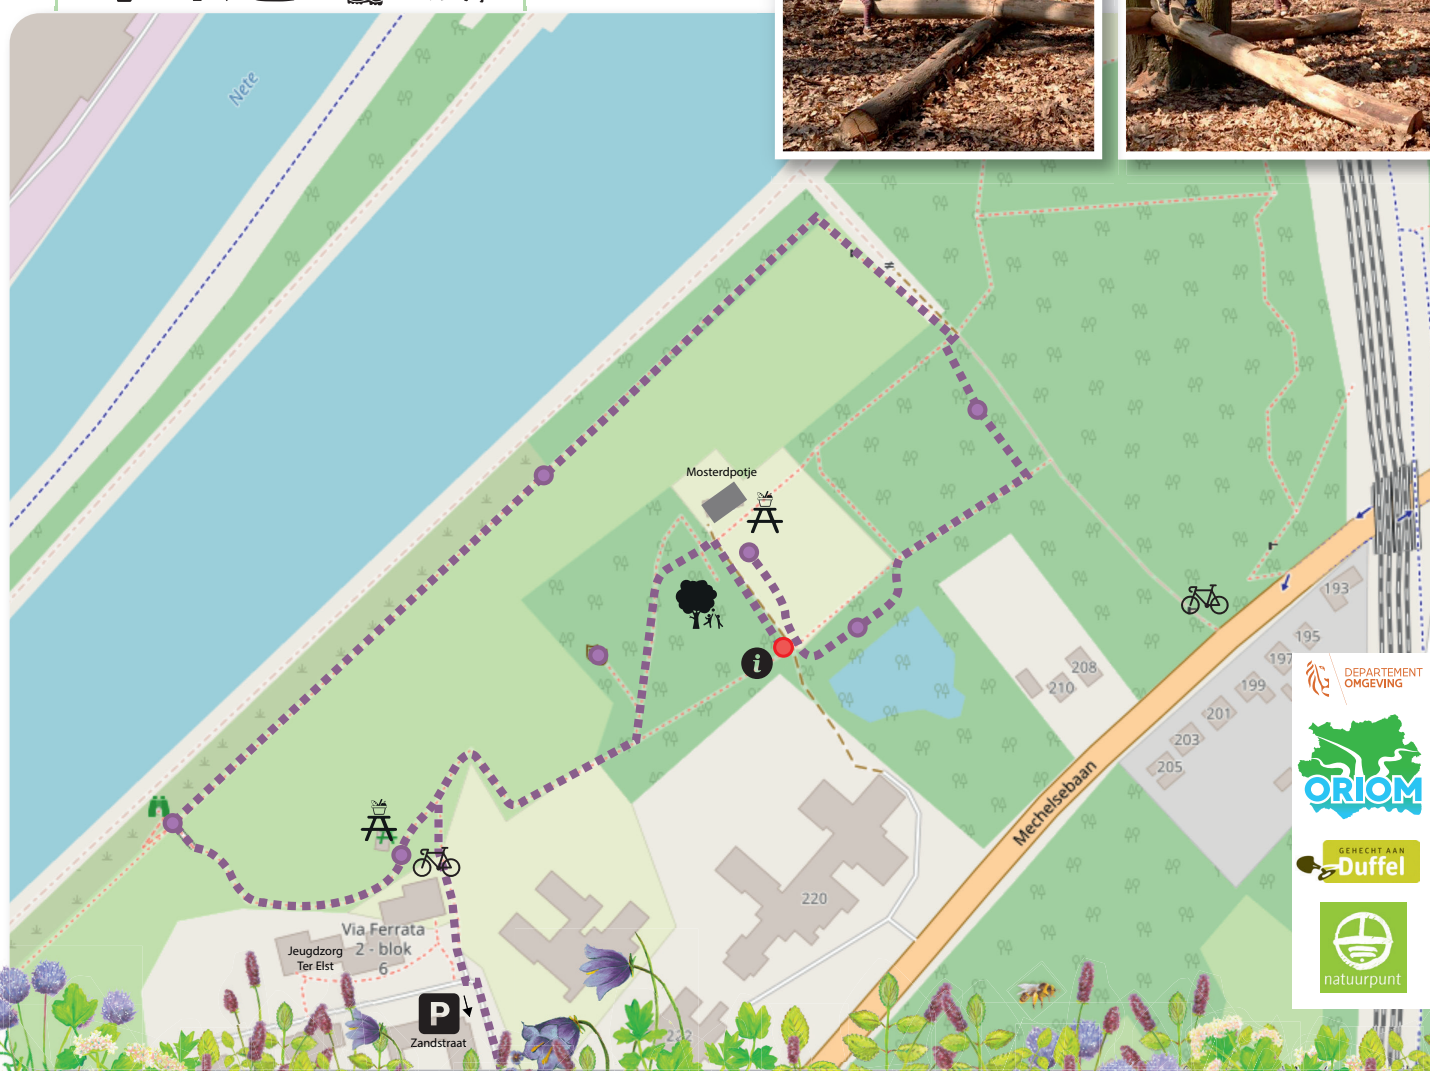 Nete
Mosterdpotje
i
193
195
197
199
201
203
205
208
210
DEPARTEMENT
OMGEVING
ORIOM
GEHECHT AAN
Duffel
natuurpunt
Mechelsebaan
220
Via Ferrata
2 - blok
6
Jeugdzorg
Ter Elst
P
Zandstraat
222